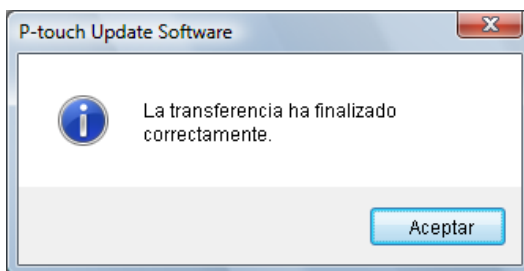 P-touch Update Software
La transferencia ha finalizado
correctamente.
Aceptar